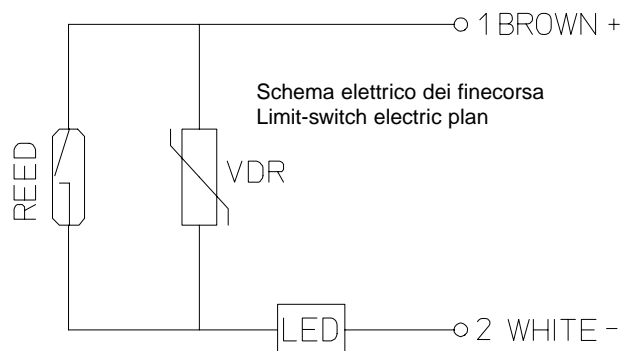 1 BROWN +
Schema elettrico dei finecorsa
Limit-switch electric plan
REED
VDR
LED
2 WHITE -